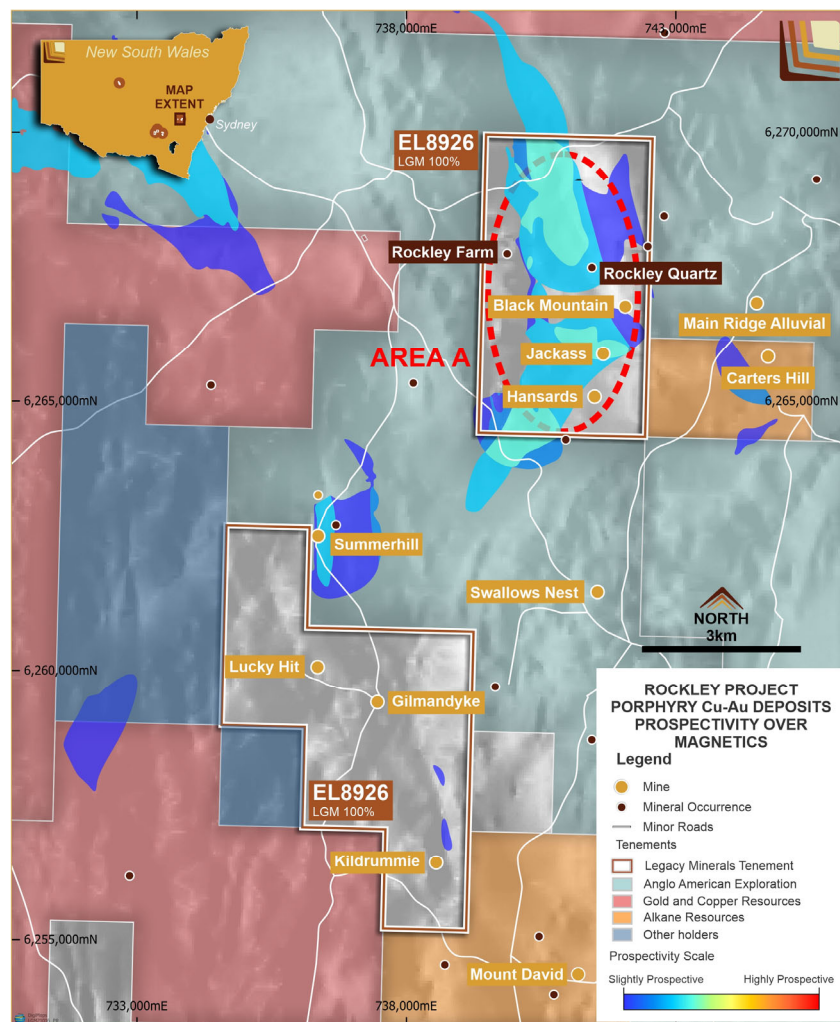 738,000mE
743,000mE
New South Wales
MAP
EXTENT
Sydney
6,270,000mN
EL8926
LGM 100%
Rockley Farm
Rockley Quartz
Black Mountain
Main Ridge Alluvial
AREA A
Jackass
Carters Hill
Hansards
6,265,000mN
6,265,000mN
Summerhill
Swallows Nest
NORTH
3km
Lucky Hit
6,260,000mN
Gilmandyke
EL8926
LGM 100%
Kildrummie
6,255,000mN
Mount David
733,000mE
738,000mE
ROCKLEY PROJECT
PORPHYRY Cu-Au DEPOSITS
PROSPECTIVITY OVER
MAGNETICS
Legend
Mine
Mineral Occurrence
Minor Roads
Tenements
Legacy Minerals Tenement
Anglo American Exploration
Gold and Copper Resources
Alkane Resources
Other holders
Prospectivity Scale
Slightly Prospective
Highly Prospective